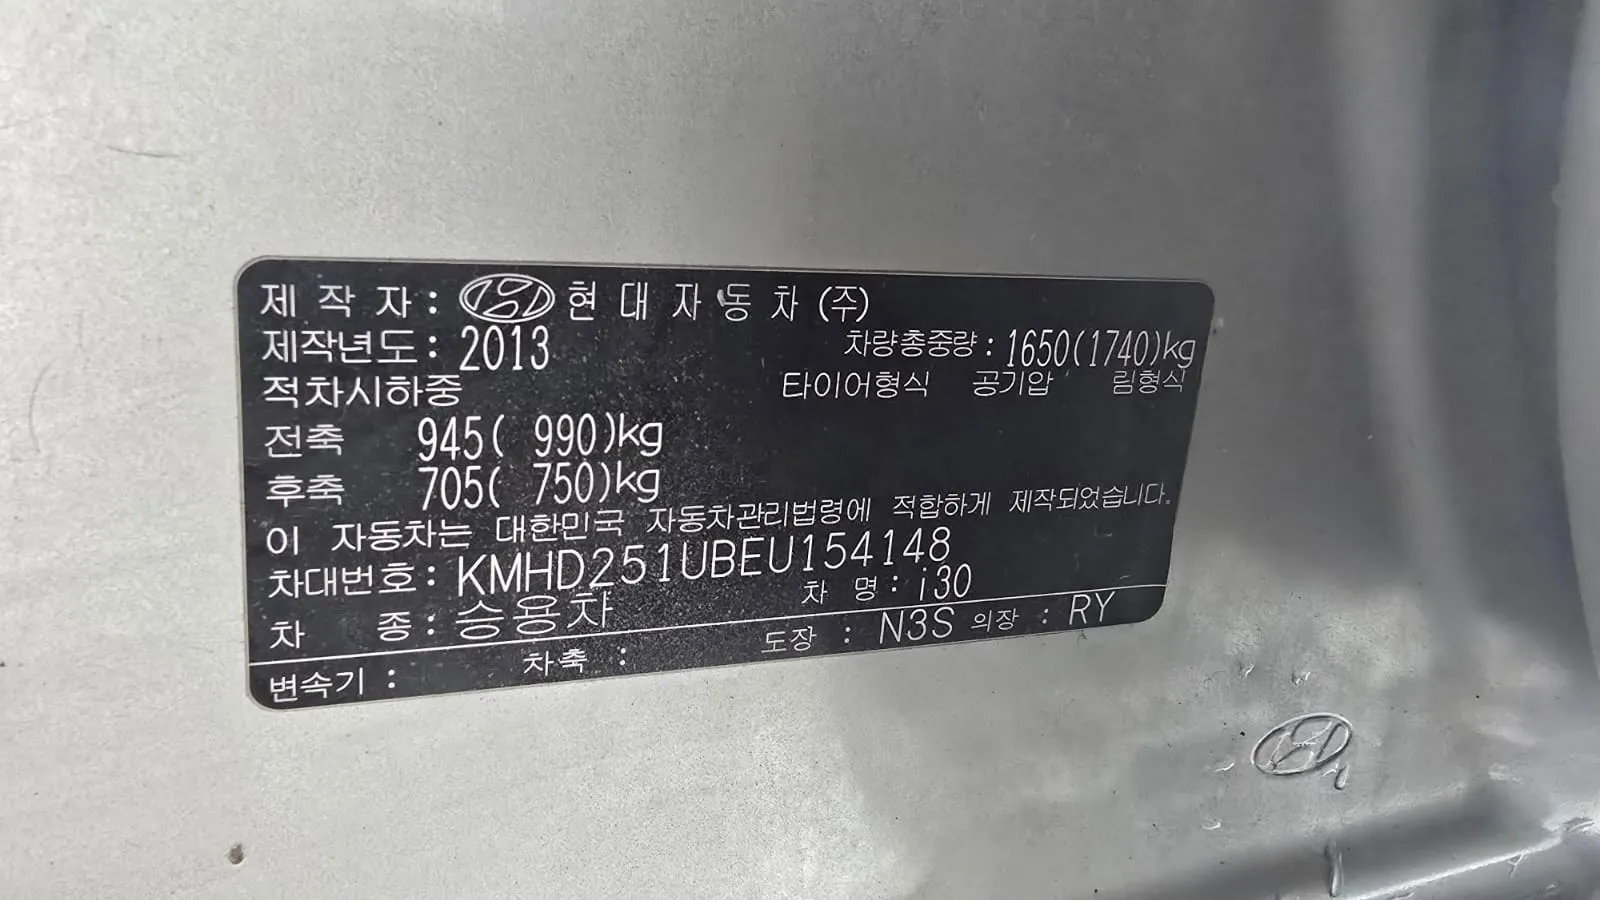 제 작 자 : 현 대 자 동 차 (주)
제작년도 : 2013 차량총중량 : 1650(1740)kg
적차시하중 타이어형식 공기압 림형식
전축 945( 990)kg
후축 705( 750)kg
이 자동차는 대한민국 자동차관리법령에 적합하게 제작되었습니다.
차대번호 : KMHD251UBEU154148
차 종 : 승용차 차 명 : i30
변속기 : 차축 : 도장 : N3S 의장 : RY